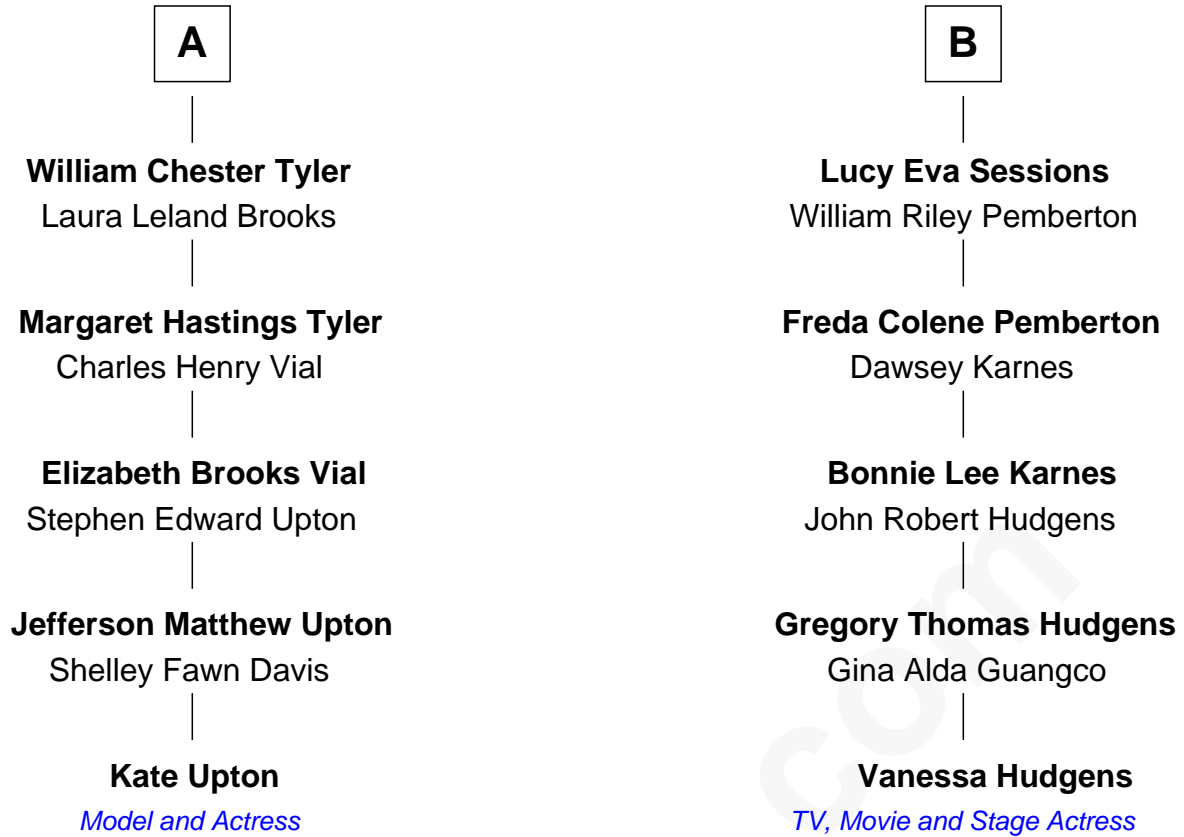 A
William Chester Tyler
Laura Leland Brooks
Margaret Hastings Tyler
Charles Henry Vial
Elizabeth Brooks Vial
Stephen Edward Upton
Jefferson Matthew Upton
Shelley Fawn Davis
Kate Upton
Model and Actress
B
Lucy Eva Sessions
William Riley Pemberton
Freda Colene Pemberton
Dawsey Karnes
Bonnie Lee Karnes
John Robert Hudgens
Gregory Thomas Hudgens
Gina Alda Guangco
Vanessa Hudgens
TV, Movie and Stage Actress
com